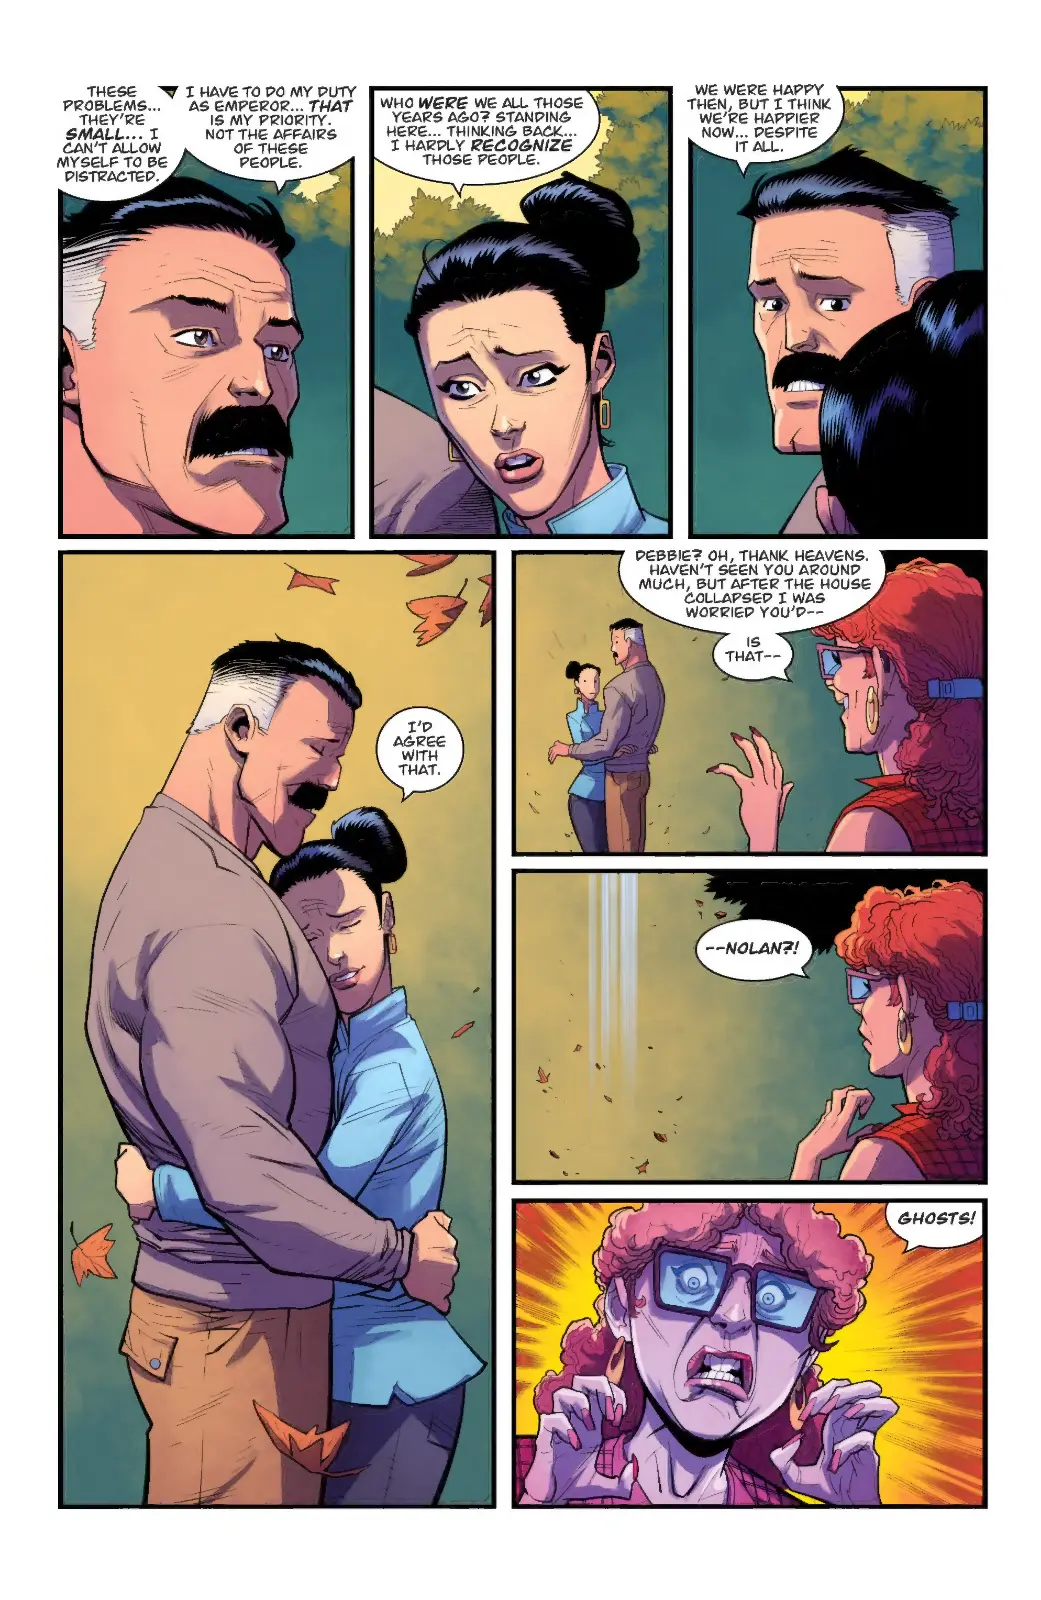 THESE
PROBLEMS...
THEY'RE
SMALL... I
CAN'T ALLOW
MYSELF TO BE
DISTRACTED.
I HAVE TO DO MY DUTY
AS EMPEROR... THAT
IS MY PRIORITY.
NOT THE AFFAIRS
OF THESE
PEOPLE.
WHO WERE WE ALL THOSE
YEARS AGO? STANDING
HERE... THINKING BACK...
I HARDLY RECOGNIZE
THOSE PEOPLE.
WE WERE HAPPY
THEN, BUT I THINK
WE'RE HAPPIER
NOW... DESPITE
IT ALL.
I'D
AGREE
WITH
THAT.
DEBBIE? OH, THANK HEAVENS.
HAVEN'T SEEN YOU AROUND
MUCH, BUT AFTER THE HOUSE
COLLAPSED I WAS
WORRIED YOU'D--
IS
THAT--
--NOLAN?!
GHOSTS!